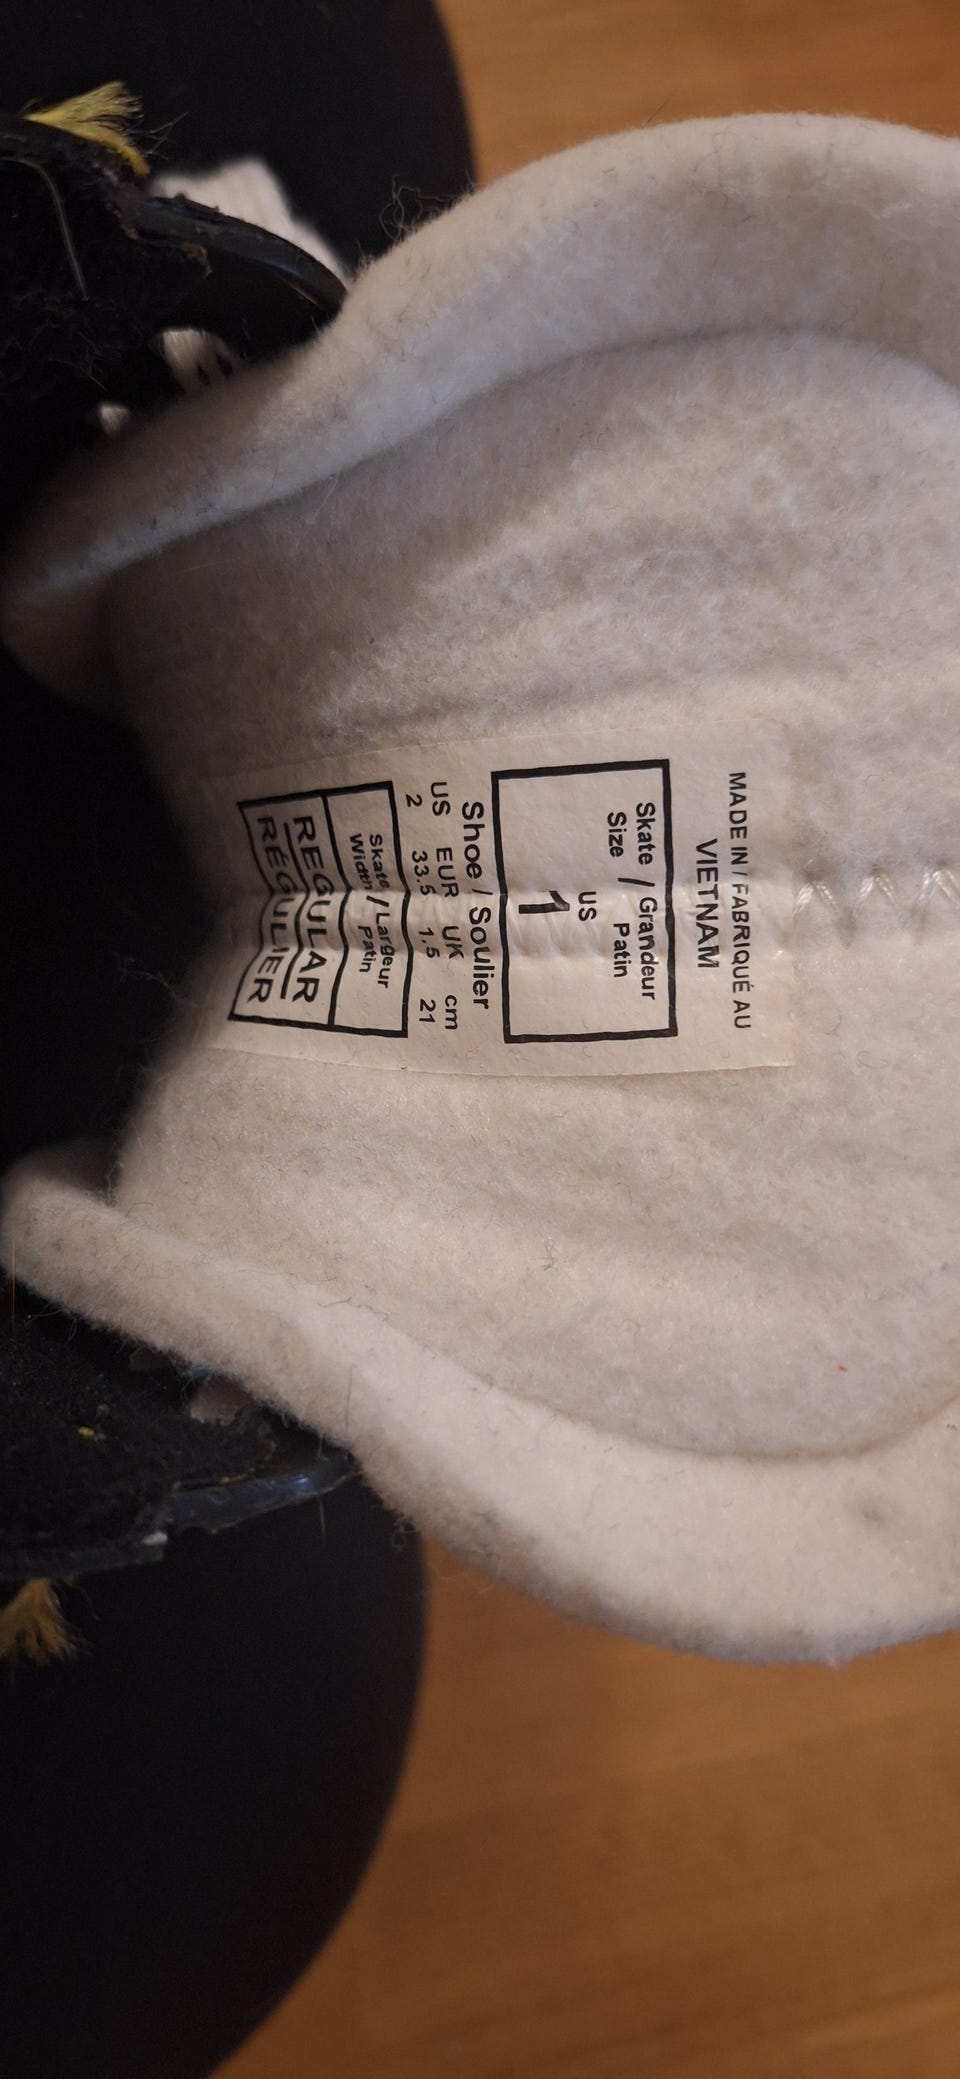 MADE IN / FABRIQUÉ AU
VIETNAM
Skate / Grandeur
Size Patin
US
1
Shoe / Soulier
US EUR UK cm
2 33.5 1.5 21
Skate / Largeur
Width Patin
REGULAR
RÉGULIER